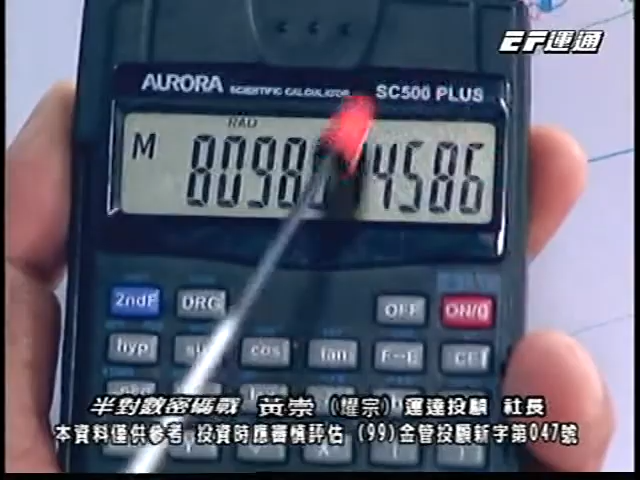 EF運通
AURORA SCIENTIFIC CALCULATOR SC500 PLUS
RAD
M 8098 4586
2ndF DRG OFF ON/C
hyp sin cos tan F↔E CE
半對數密碼戰 黃崇 (耀宗) 運達投顧 社長
本資料僅供參考 投資時應審慎評估 (99)金管投顧新字第047號